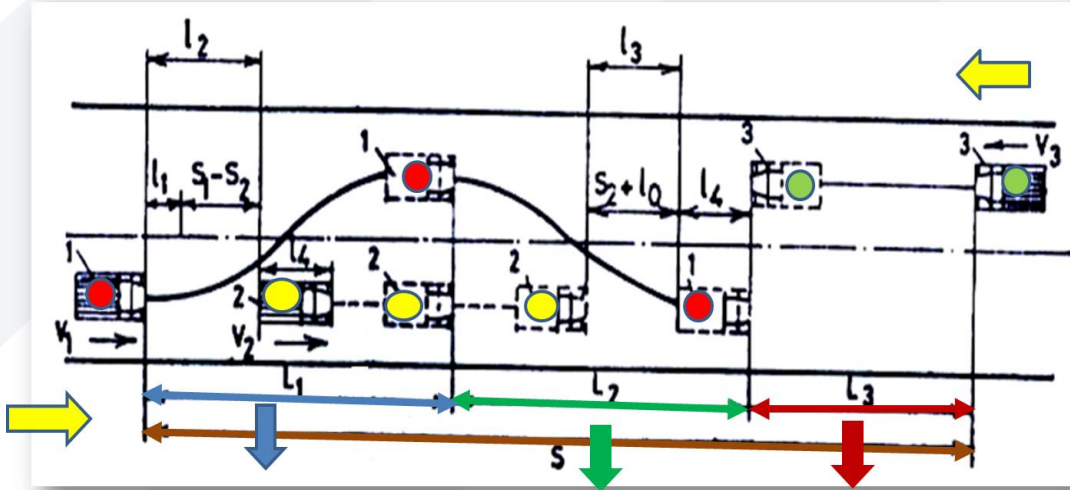 l₂
l₃
1
3
3
V₃
l₁
S₁-S₂
S₂+l₀
l₄
1
l₄
2
2
1
2
V₁
V₂
L₁
L₂
L₃
S